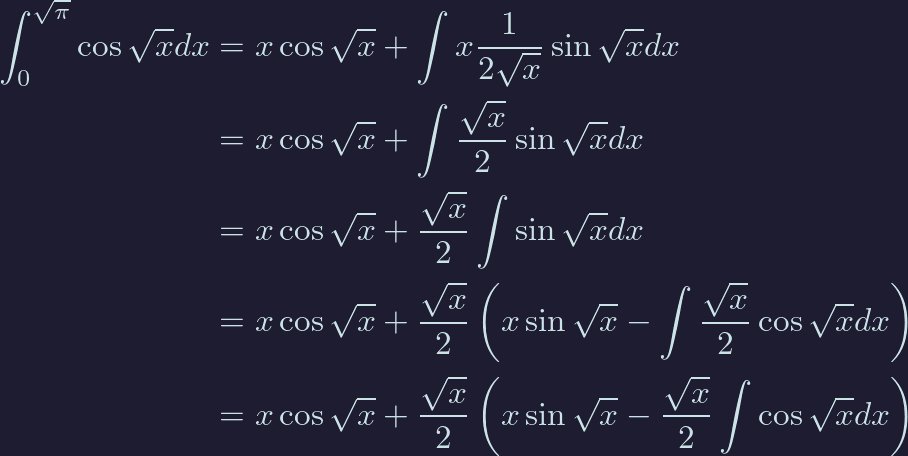 \int_0^{\sqrt{\pi}} \cos \sqrt{x} dx = x \cos \sqrt{x} + \int x \frac{1}{2\sqrt{x}} \sin \sqrt{x} dx
= x \cos \sqrt{x} + \int \frac{\sqrt{x}}{2} \sin \sqrt{x} dx
= x \cos \sqrt{x} + \frac{\sqrt{x}}{2} \int \sin \sqrt{x} dx
= x \cos \sqrt{x} + \frac{\sqrt{x}}{2} \left( x \sin \sqrt{x} - \int \frac{\sqrt{x}}{2} \cos \sqrt{x} dx \right)
= x \cos \sqrt{x} + \frac{\sqrt{x}}{2} \left( x \sin \sqrt{x} - \frac{\sqrt{x}}{2} \int \cos \sqrt{x} dx \right)